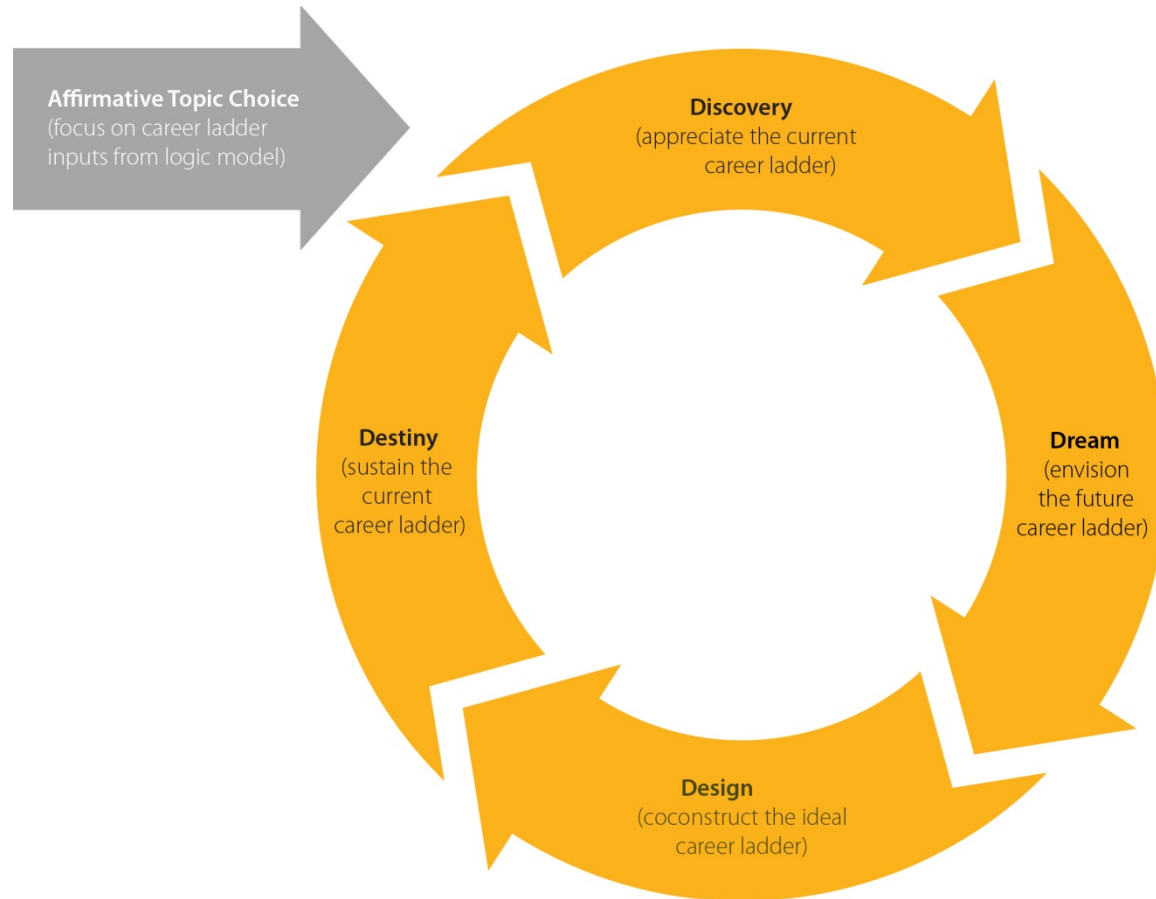 Affirmative Topic Choice
(focus on career ladder
inputs from logic model)
Discovery
(appreciate the current
career ladder)
Dream
(envision
the future
career ladder)
Design
(coconstruct the ideal
career ladder)
Destiny
(sustain the
current
career ladder)